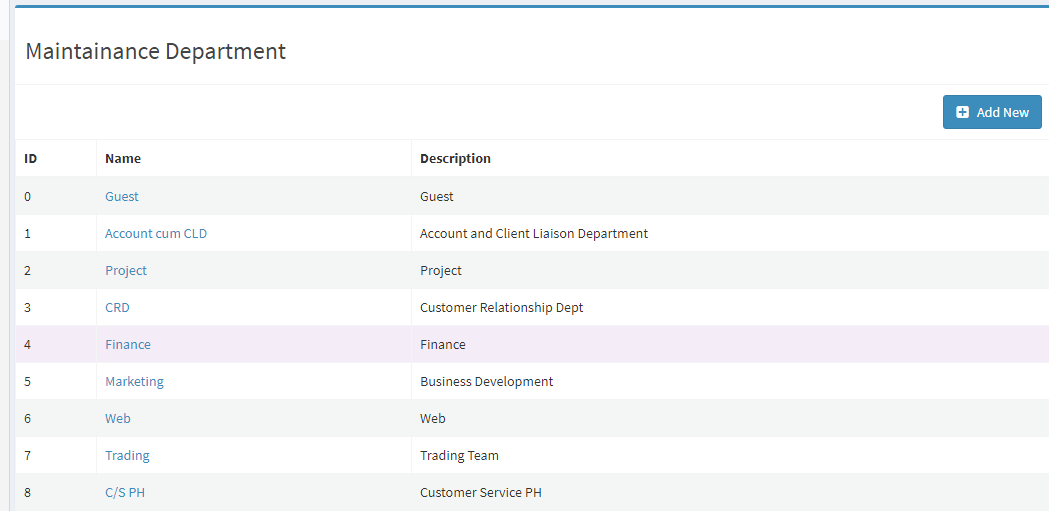 Maintainance Department
Add New
ID Name Description
0 Guest Guest
1 Account cum CLD Account and Client Liaison Department
2 Project Project
3 CRD Customer Relationship Dept
4 Finance Finance
5 Marketing Business Development
6 Web Web
7 Trading Trading Team
8 C/S PH Customer Service PH